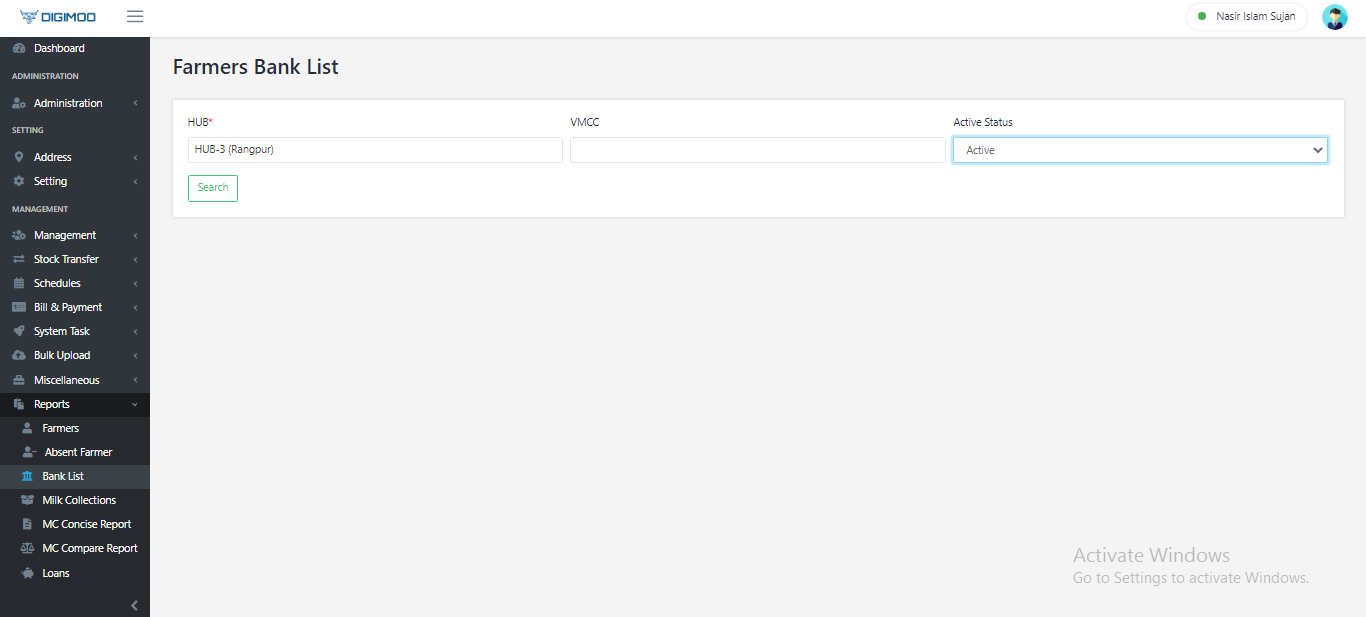 DIGIMOO
Nasir Islam Sujan
Dashboard
ADMINISTRATION
Administration
SETTING
Address
Setting
MANAGEMENT
Management
Stock Transfer
Schedules
Bill & Payment
System Task
Bulk Upload
Miscellaneous
Reports
Farmers
Absent Farmer
Bank List
Milk Collections
MC Concise Report
MC Compare Report
Loans
Farmers Bank List
HUB*
VMCC
Active Status
HUB-3 (Rangpur)
Active
Search
Activate Windows
Go to Settings to activate Windows.